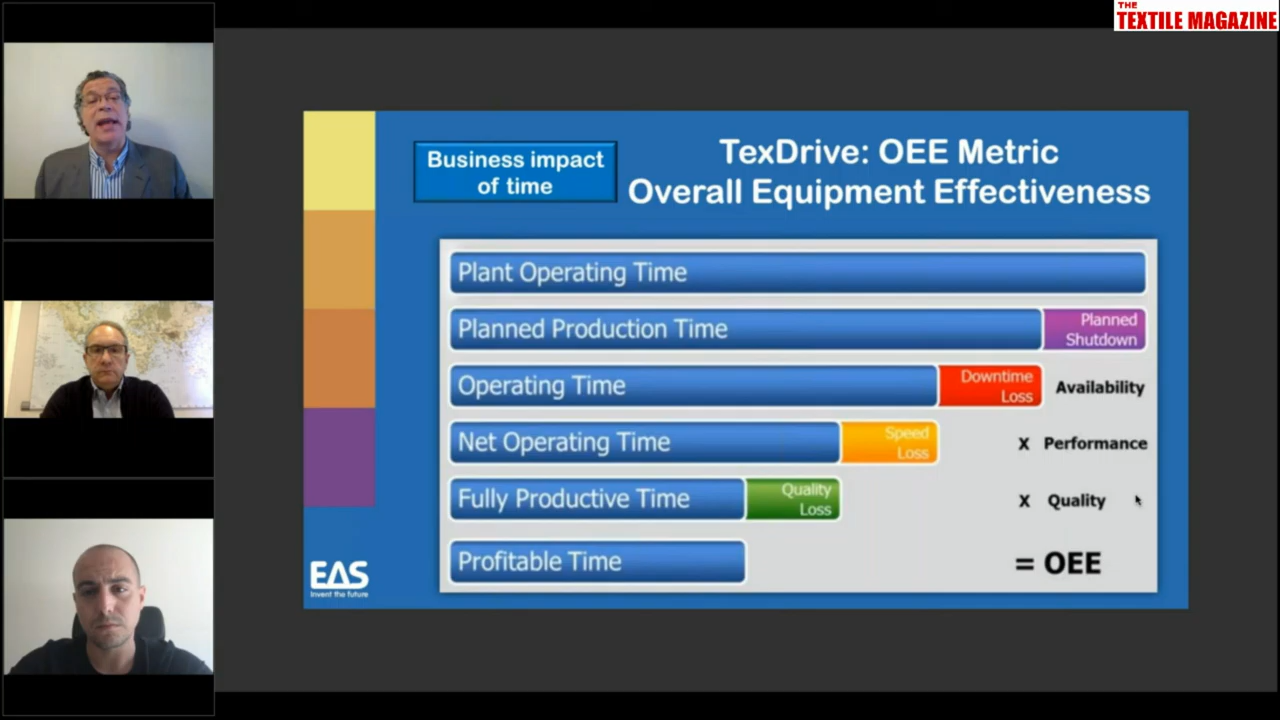 THE
TEXTILE MAGAZINE
Business impact
of time
TexDrive: OEE Metric
Overall Equipment Effectiveness
Plant Operating Time
Planned Production Time
Planned
Shutdown
Operating Time
Downtime
Loss
Availability
Net Operating Time
Speed
Loss
X Performance
Fully Productive Time
Quality
Loss
X Quality
Profitable Time
= OEE
EAS
Invent the future